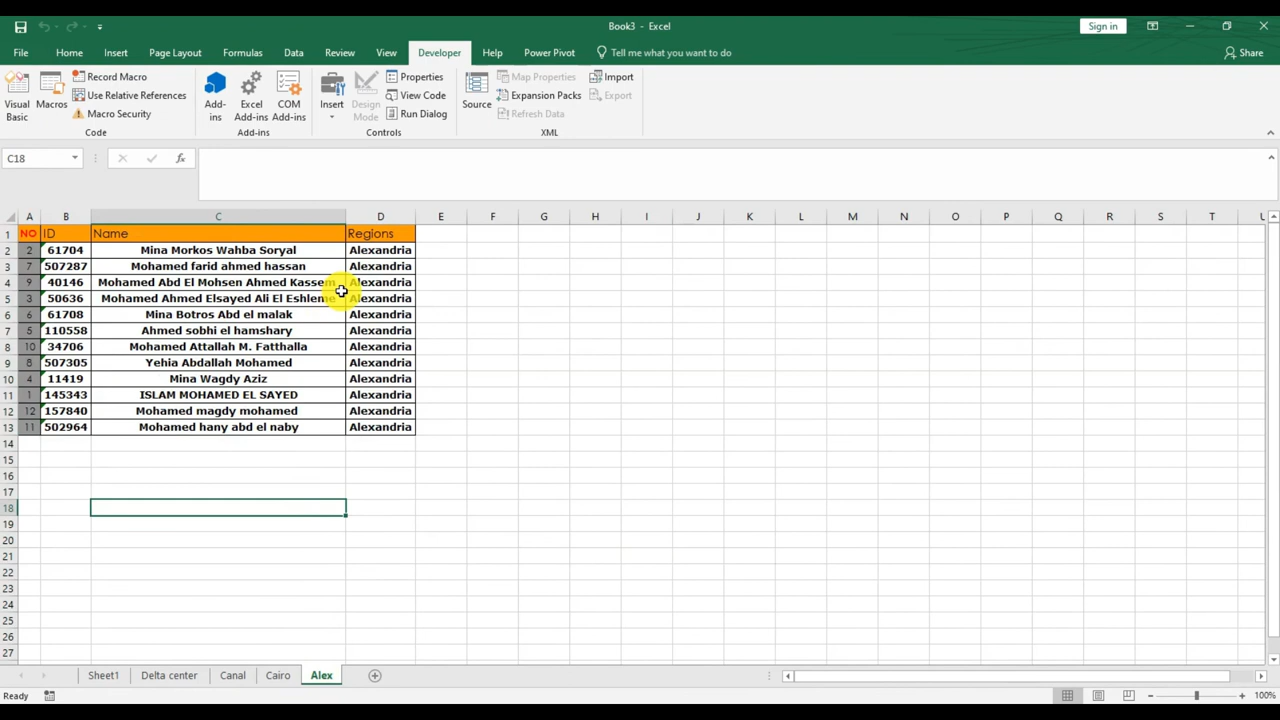 Book3 - Excel
Sign in
File Home Insert Page Layout Formulas Data Review View Developer Help Power Pivot Tell me what you want to do Share
Visual Basic
Macros
Record Macro
Use Relative References
Macro Security
Code
Add-ins
Excel Add-ins
COM Add-ins
Add-ins
Insert
Design Mode
Properties
View Code
Run Dialog
Controls
Source
Map Properties
Expansion Packs
Refresh Data
Import
Export
XML
C18 fx
A B C D E F G H I J K L M N O P Q R S T U
1 NO ID Name Regions
2 2 61704 Mina Morkos Wahba Soryal Alexandria
3 7 507287 Mohamed farid ahmed hassan Alexandria
4 9 40146 Mohamed Abd El Mohsen Ahmed Kassem Alexandria
5 3 50636 Mohamed Ahmed Elsayed Ali El Eshleme Alexandria
6 6 61708 Mina Botros Abd el malak Alexandria
7 5 110558 Ahmed sobhi el hamshary Alexandria
8 10 34706 Mohamed Attallah M. Fatthalla Alexandria
9 8 507305 Yehia Abdallah Mohamed Alexandria
10 4 11419 Mina Wagdy Aziz Alexandria
11 1 145343 ISLAM MOHAMED EL SAYED Alexandria
12 12 157840 Mohamed magdy mohamed Alexandria
13 11 502964 Mohamed hany abd el naby Alexandria
14
15
16
17
18
19
20
21
22
23
24
25
26
27
Sheet1 Delta center Canal Cairo Alex
Ready 100%